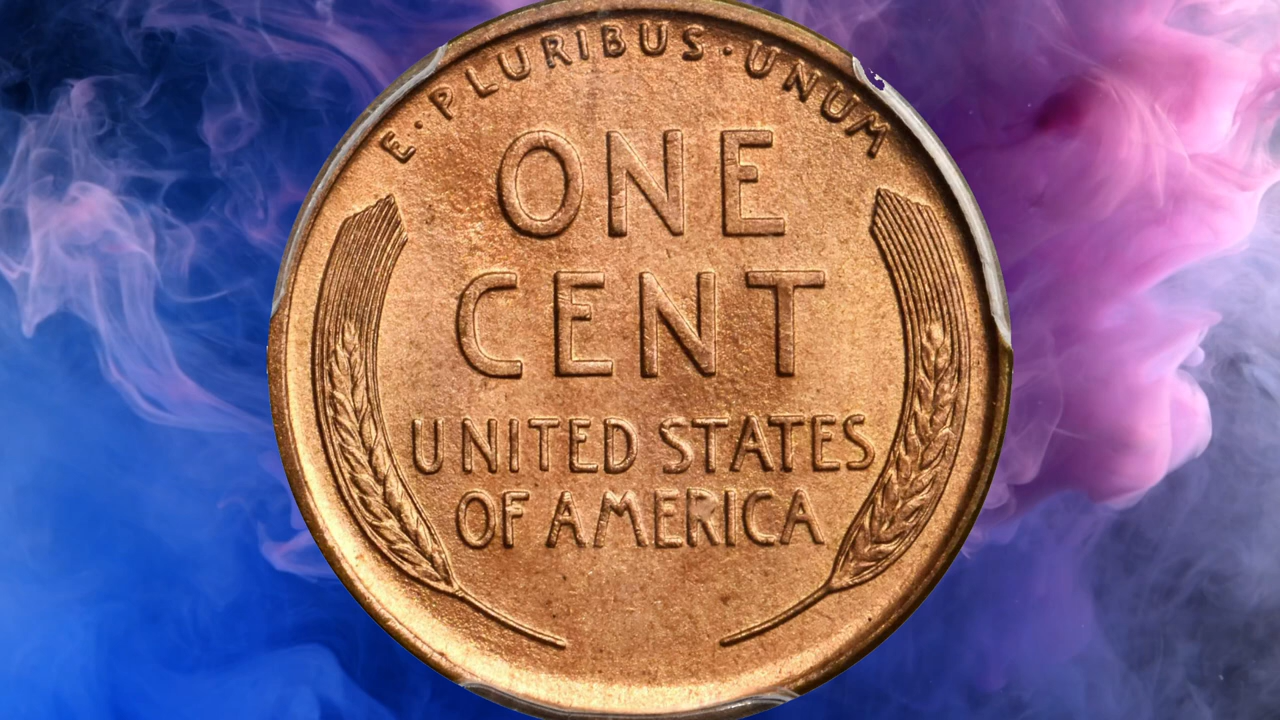 E·PLURIBUS·UNUM
ONE
CENT
UNITED STATES
OF AMERICA